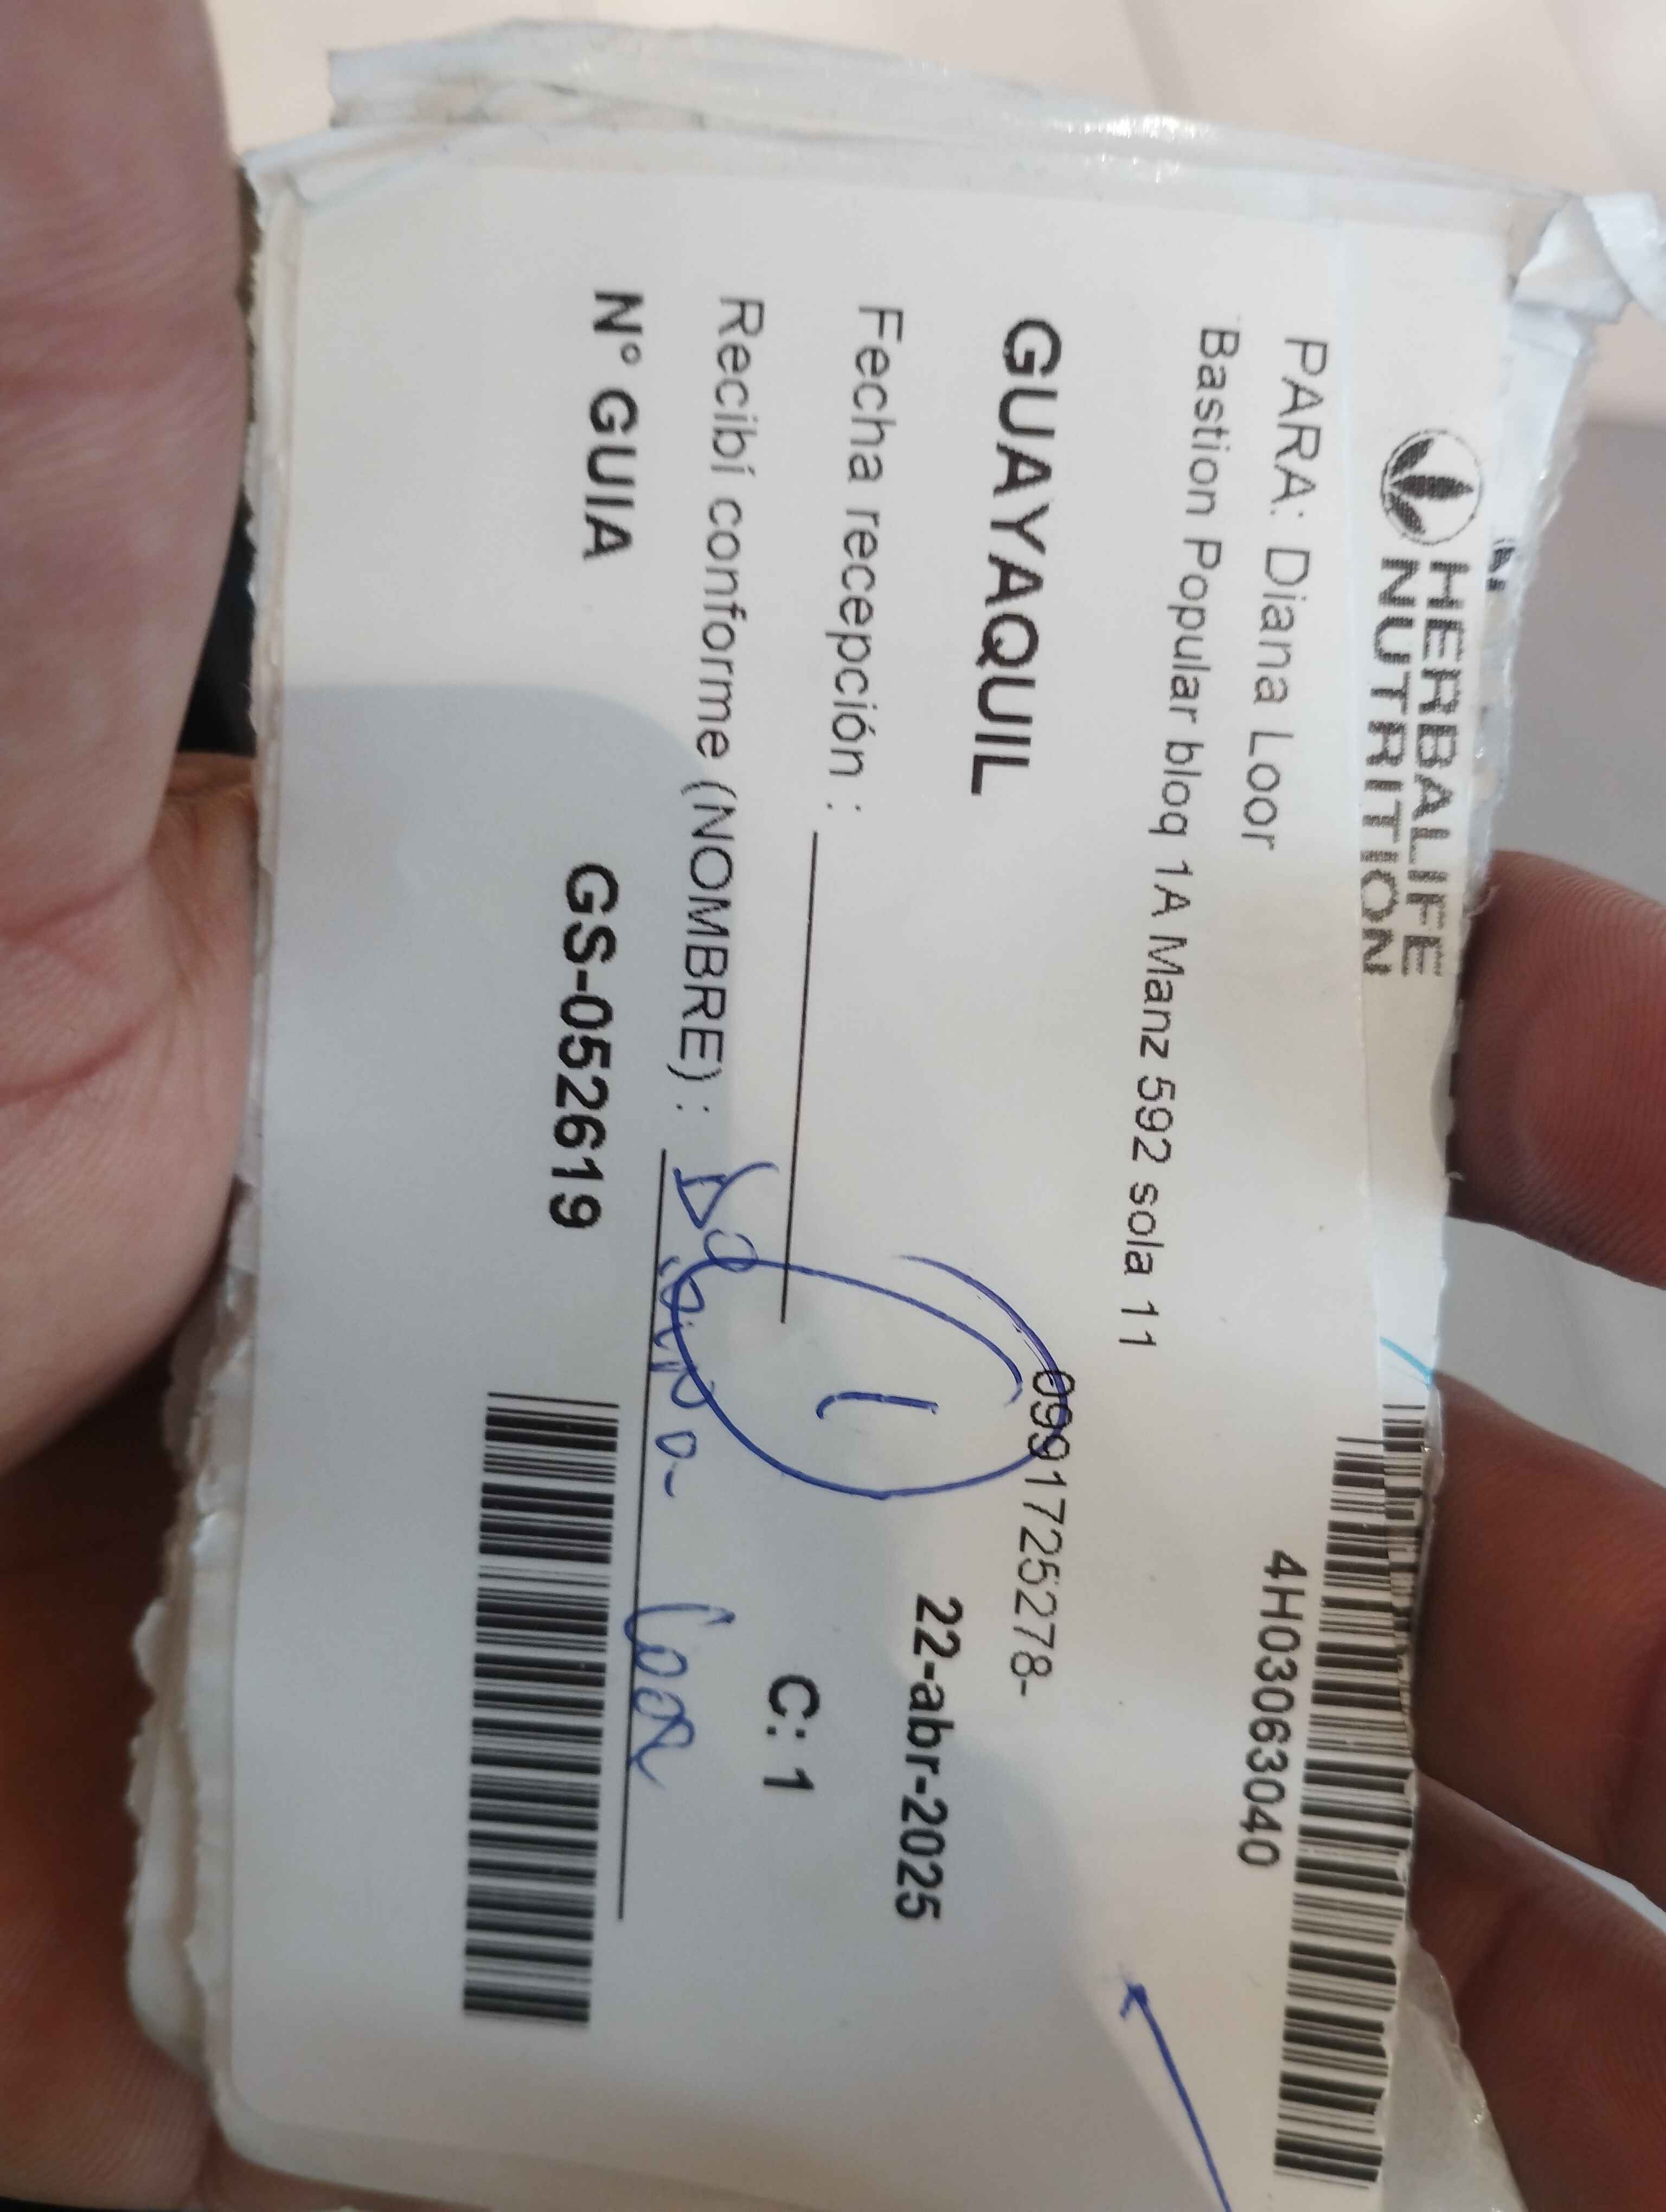 HERBALIFE
NUTRITION
4H03063040
PARA: Diana Loor
Bastion Popular bloq 1A Manz 592 sola 11
GUAYAQUIL
0991725278-
22-abr-2025
Fecha recepción :
1
C: 1
Recibí conforme (NOMBRE) : Loor
N° GUIA
GS-052619